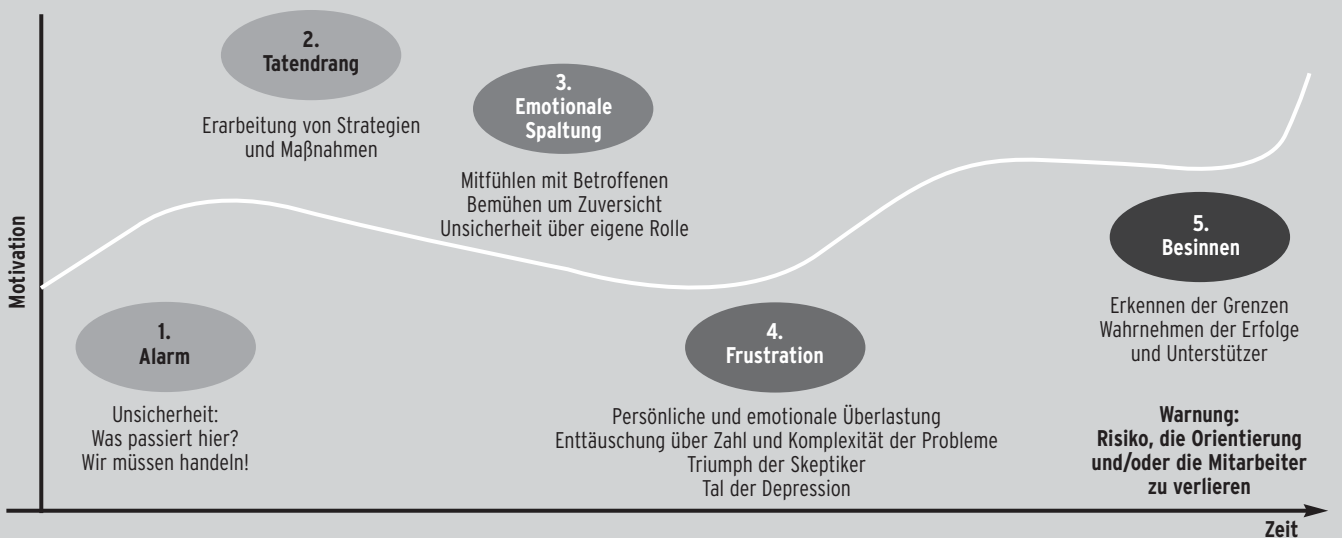 Motivation
1.
Alarm
Unsicherheit:
Was passiert hier?
Wir müssen handeln!
2.
Tatendrang
Erarbeitung von Strategien
und Maßnahmen
3.
Emotionale
Spaltung
Mitfühlen mit Betroffenen
Bemühen um Zuversicht
Unsicherheit über eigene Rolle
4.
Frustration
Persönliche und emotionale Überlastung
Enttäuschung über Zahl und Komplexität der Probleme
Triumph der Skeptiker
Tal der Depression
5.
Besinnen
Erkennen der Grenzen
Wahrnehmen der Erfolge
und Unterstützer
Warnung:
Risiko, die Orientierung
und/oder die Mitarbeiter
zu verlieren
Zeit